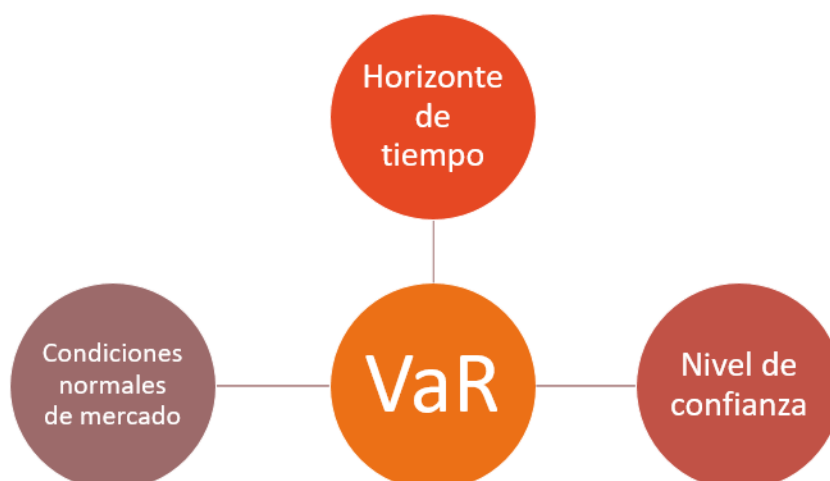 Horizonte
de
tiempo
Condiciones
normales
de mercado
VaR
Nivel de
confianza